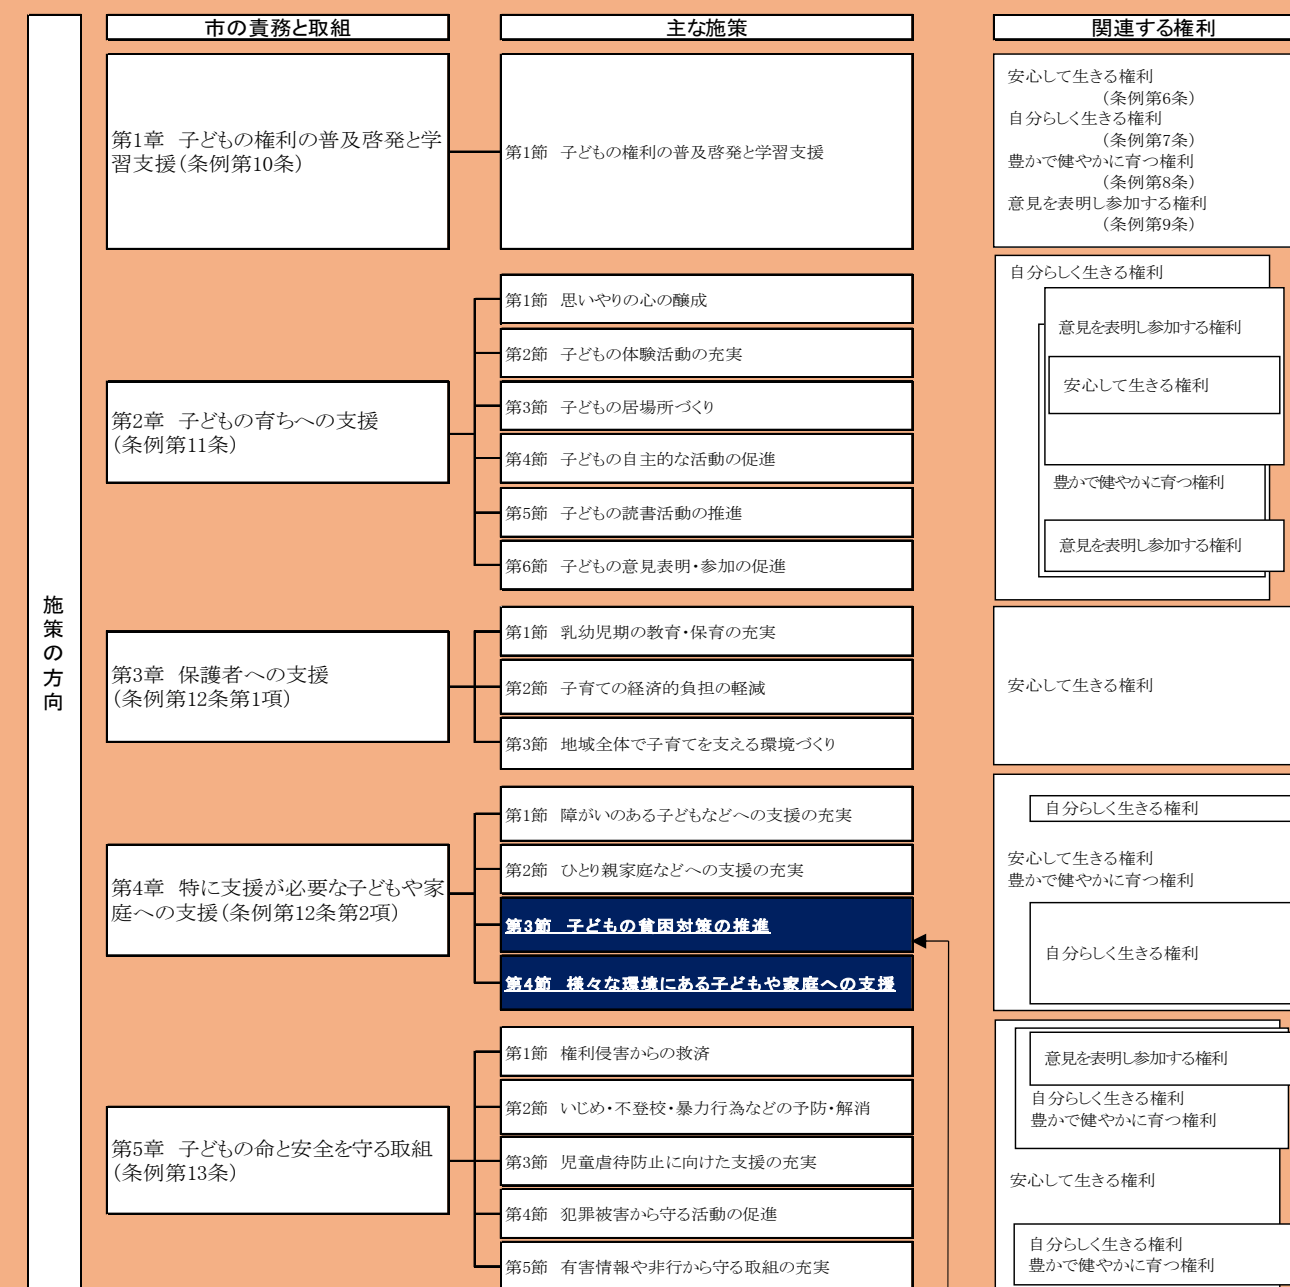 市の責務と取組
主な施策
関連する権利
施策の方向
第1章 子どもの権利の普及啓発と学
習支援(条例第10条)
第1節 子どもの権利の普及啓発と学習支援
安心して生きる権利
(条例第6条)
自分らしく生きる権利
(条例第7条)
豊かで健やかに育つ権利
(条例第8条)
意見を表明し参加する権利
(条例第9条)
第2章 子どもの育ちへの支援
(条例第11条)
第1節 思いやりの心の醸成
第2節 子どもの体験活動の充実
第3節 子どもの居場所づくり
第4節 子どもの自主的な活動の促進
第5節 子どもの読書活動の推進
第6節 子どもの意見表明・参加の促進
自分らしく生きる権利
意見を表明し参加する権利
安心して生きる権利
豊かで健やかに育つ権利
意見を表明し参加する権利
第3章 保護者への支援
(条例第12条第1項)
第1節 乳幼児期の教育・保育の充実
第2節 子育ての経済的負担の軽減
第3節 地域全体で子育てを支える環境づくり
安心して生きる権利
第4章 特に支援が必要な子どもや家
庭への支援(条例第12条第2項)
第1節 障がいのある子どもなどへの支援の充実
第2節 ひとり親家庭などへの支援の充実
第3節 子どもの貧困対策の推進
第4節 様々な環境にある子どもや家庭への支援
自分らしく生きる権利
安心して生きる権利
豊かで健やかに育つ権利
自分らしく生きる権利
第5章 子どもの命と安全を守る取組
(条例第13条)
第1節 権利侵害からの救済
第2節 いじめ・不登校・暴力行為などの予防・解消
第3節 児童虐待防止に向けた支援の充実
第4節 犯罪被害から守る活動の促進
第5節 有害情報や非行から守る取組の充実
意見を表明し参加する権利
自分らしく生きる権利
豊かで健やかに育つ権利
安心して生きる権利
自分らしく生きる権利
豊かで健やかに育つ権利